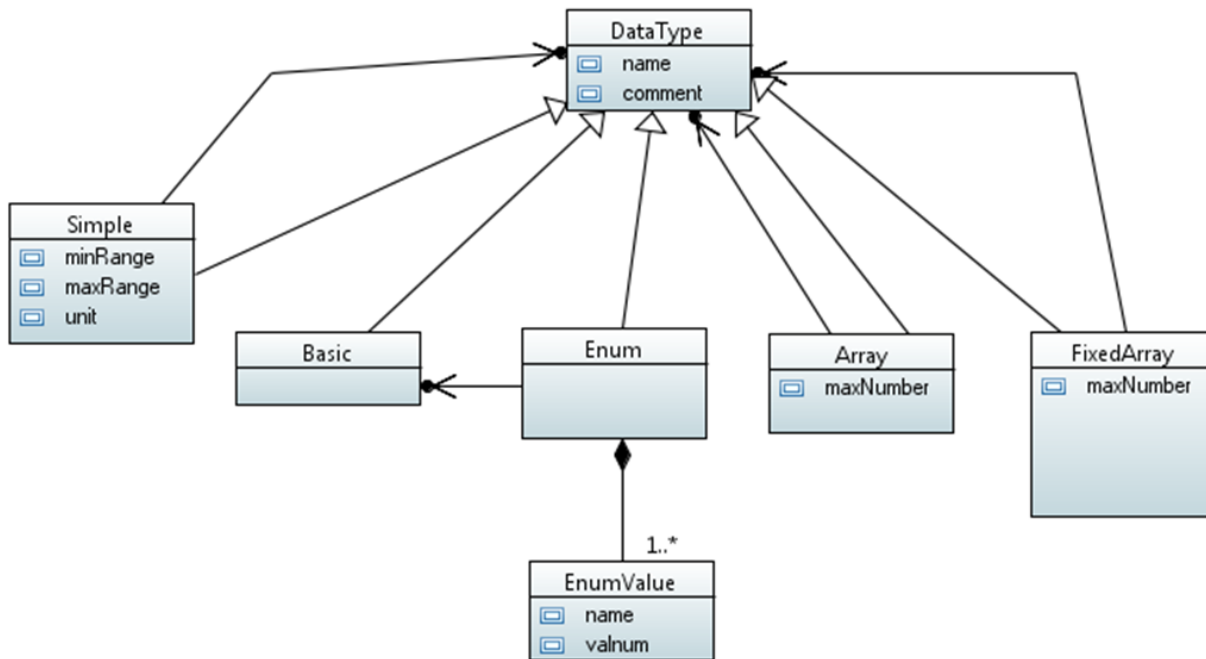 DataType
name
comment
Simple
minRange
maxRange
unit
Basic
Enum
Array
maxNumber
FixedArray
maxNumber
1..*
EnumValue
name
valnum